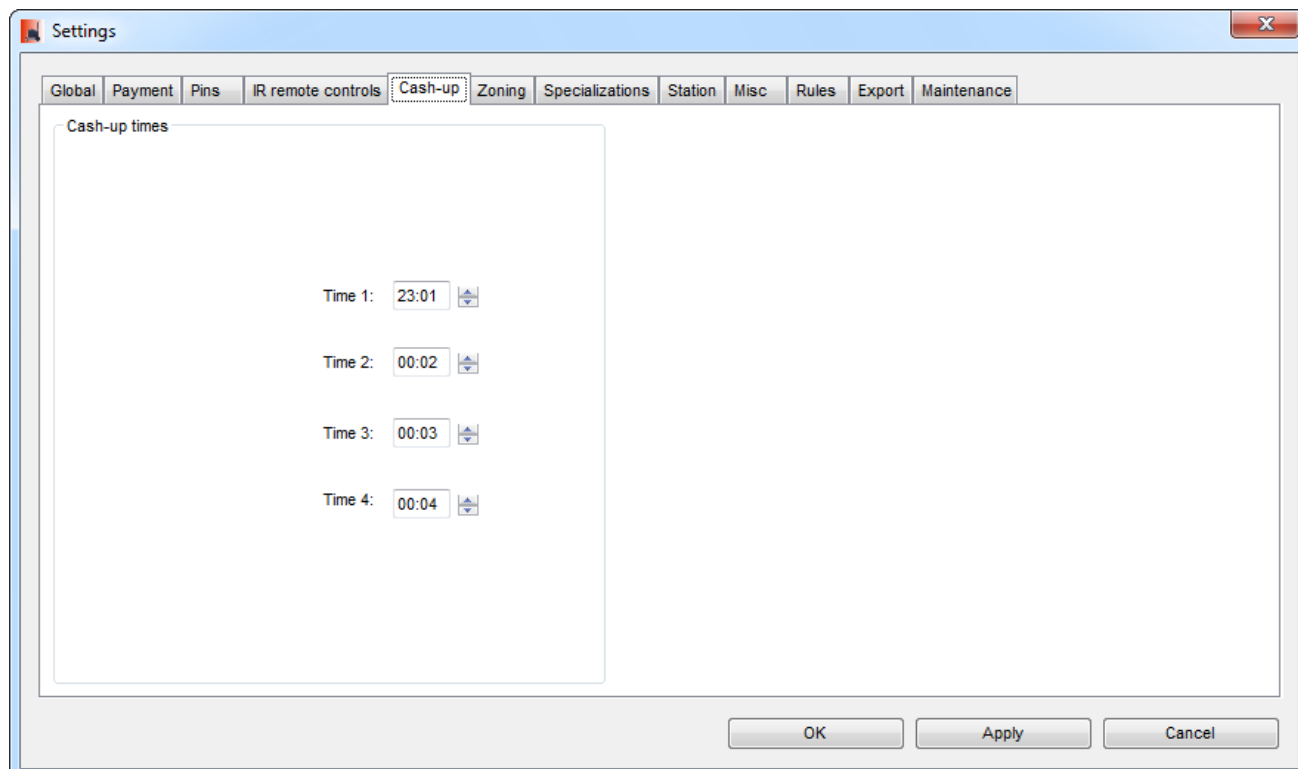 Settings
Global Payment Pins IR remote controls Cash-up Zoning Specializations Station Misc Rules Export Maintenance
Cash-up times
Time 1: 23:01
Time 2: 00:02
Time 3: 00:03
Time 4: 00:04
OK Apply Cancel